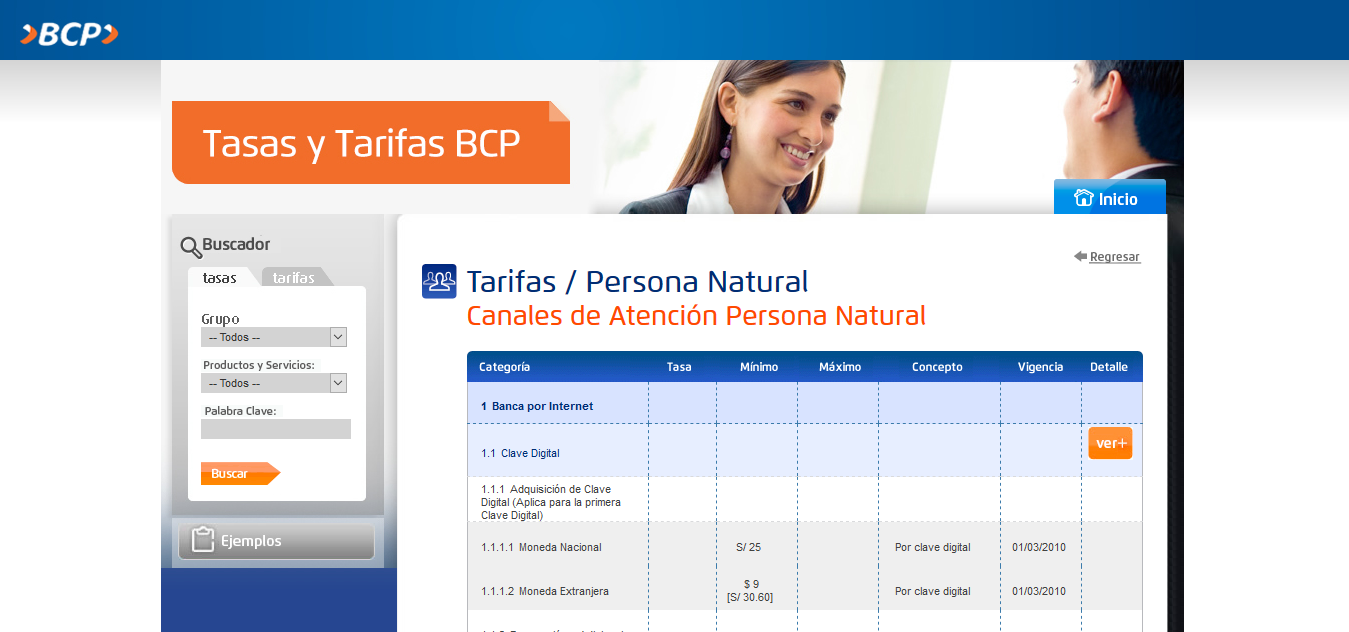 BCP
Tasas y Tarifas BCP
Inicio
Buscador
tasas
tarifas
Grupo
-- Todos --
Productos y Servicios:
-- Todos --
Palabra Clave:
Buscar
Ejemplos
Regresar
Tarifas / Persona Natural
Canales de Atención Persona Natural
Categoría Tasa Mínimo Máximo Concepto Vigencia Detalle
1 Banca por Internet
ver+
1.1 Clave Digital
1.1.1 Adquisición de Clave
Digital (Aplica para la primera
Clave Digital)
1.1.1.1 Moneda Nacional S/ 25 Por clave digital 01/03/2010
1.1.1.2 Moneda Extranjera $ 9 [S/ 30.60] Por clave digital 01/03/2010